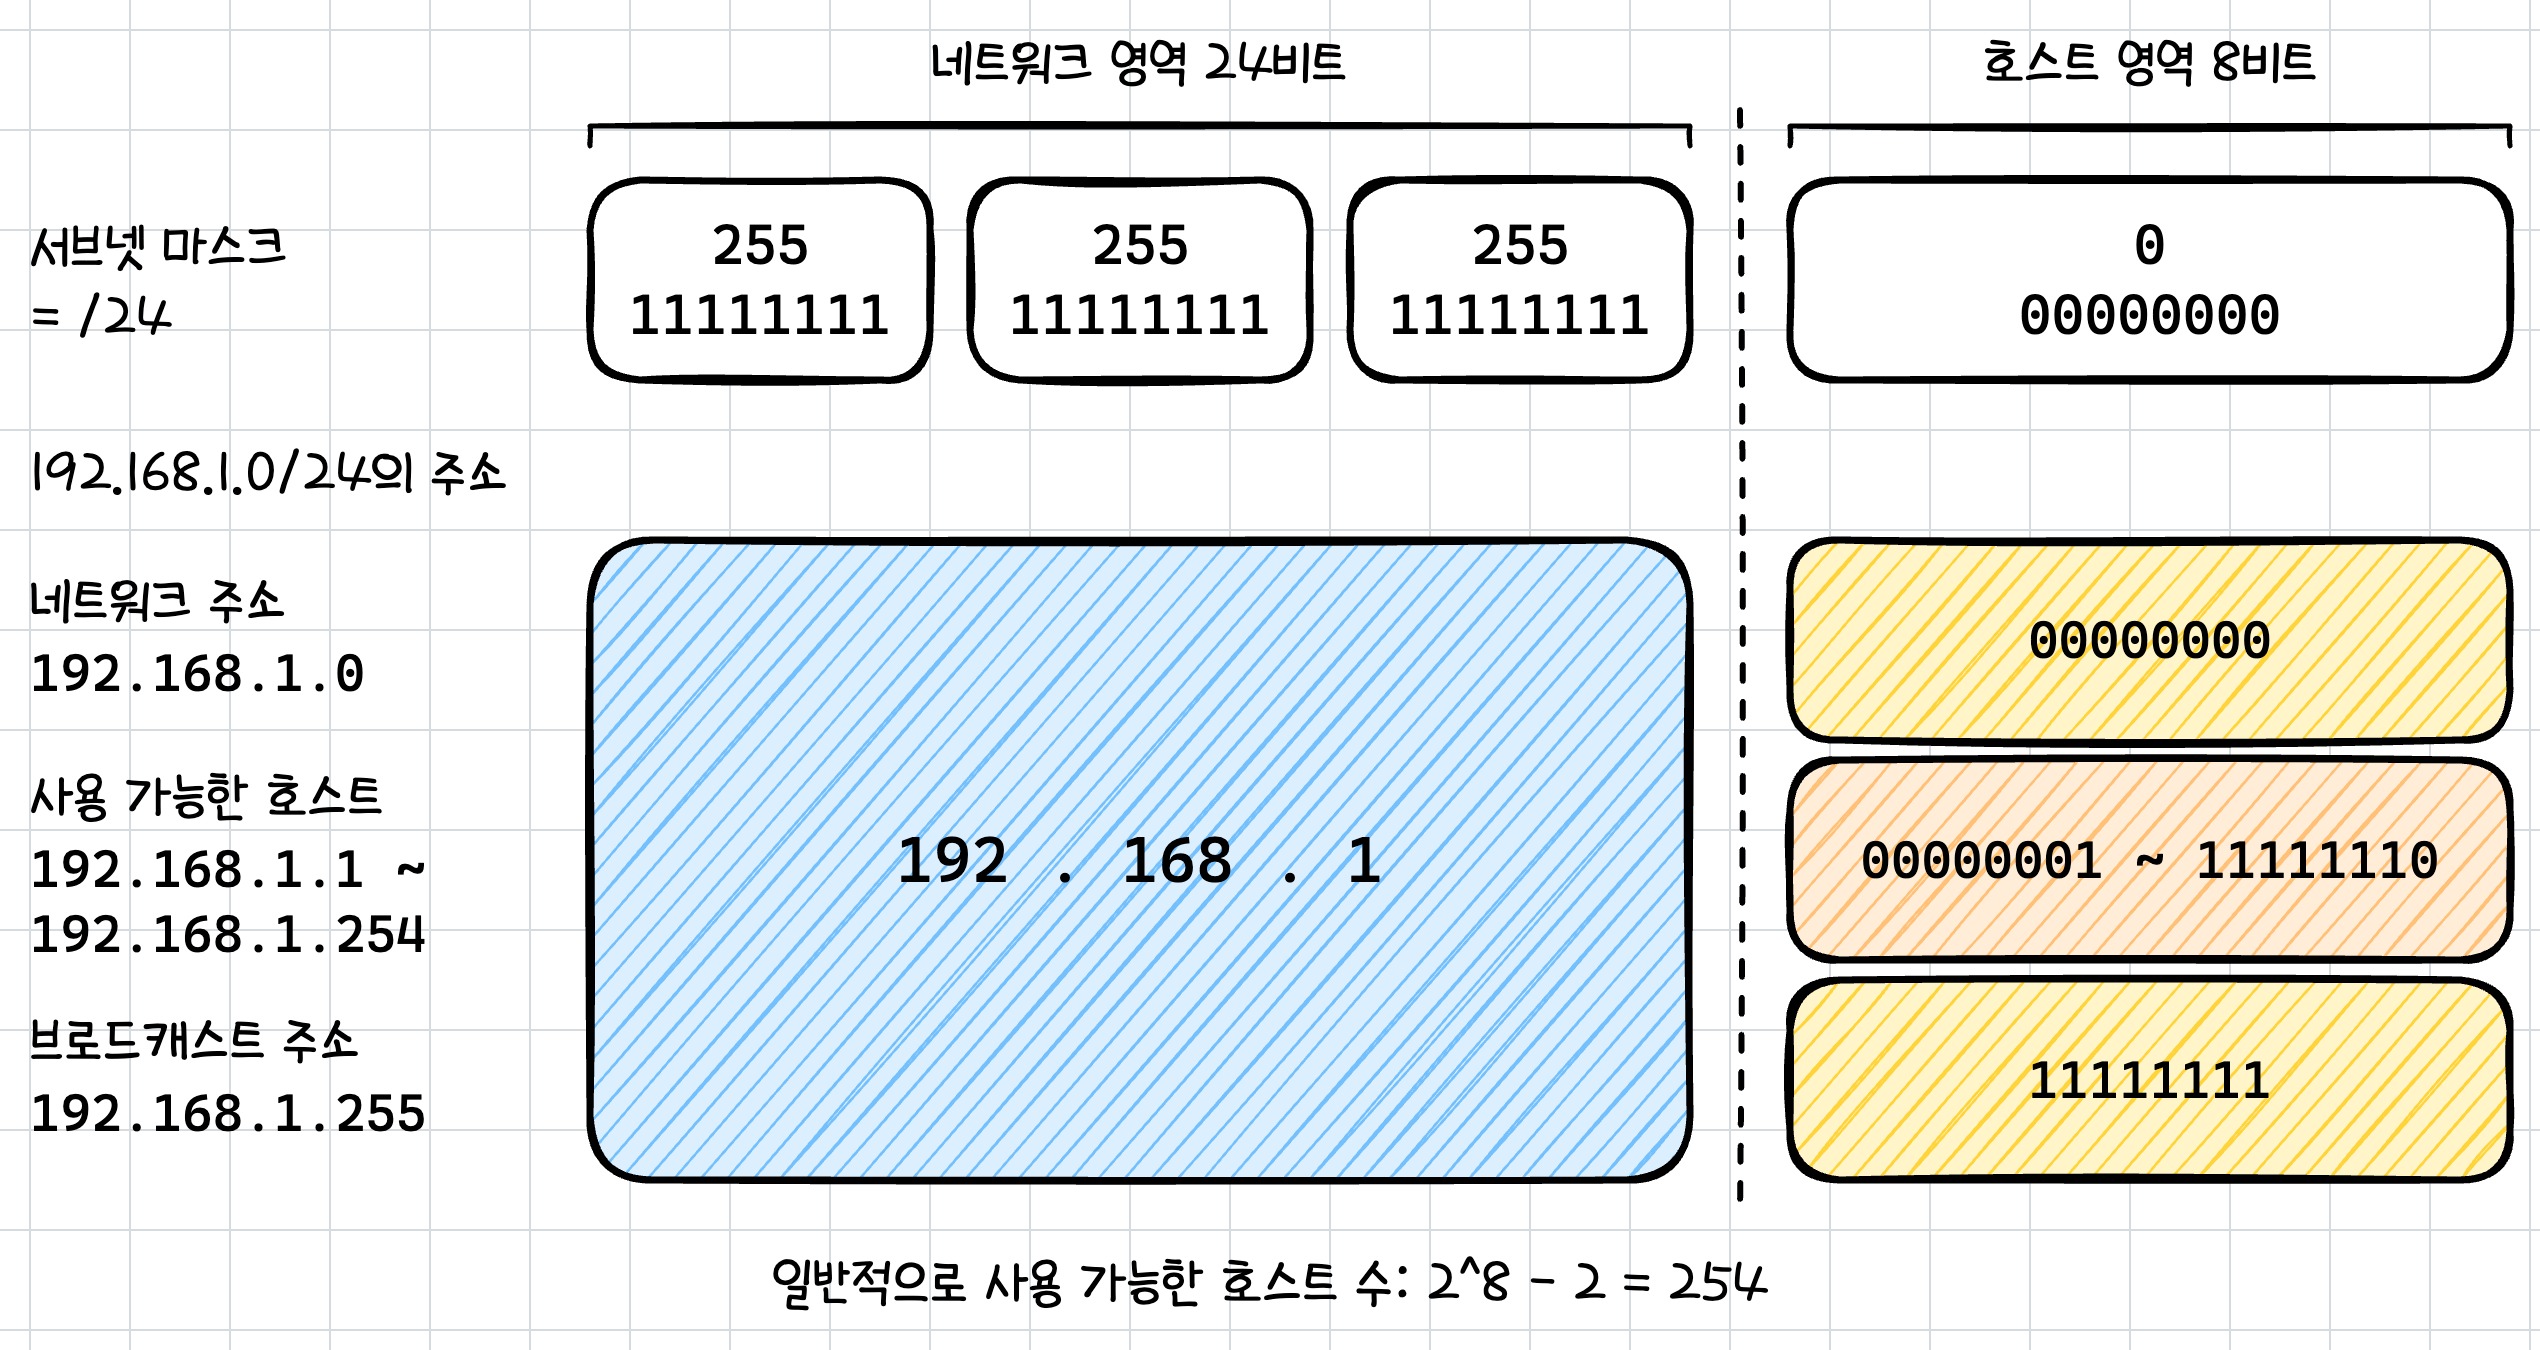 네트워크 영역 24비트
호스트 영역 8비트
서브넷 마스크
= /24
255
11111111
255
11111111
255
11111111
0
00000000
192.168.1.0/24의 주소
네트워크 주소
192.168.1.0
사용 가능한 호스트
192.168.1.1 ~
192.168.1.254
브로드캐스트 주소
192.168.1.255
192 . 168 . 1
00000000
00000001 ~ 11111110
11111111
일반적으로 사용 가능한 호스트 수: 2^8 - 2 = 254